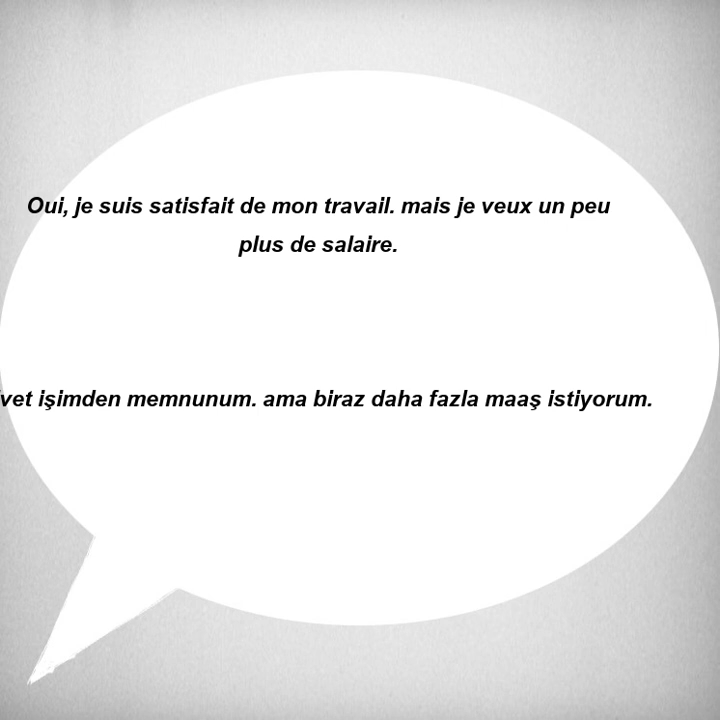 Oui, je suis satisfait de mon travail. mais je veux un peu
plus de salaire.
vet işimden memnunum. ama biraz daha fazla maaş istiyorum.